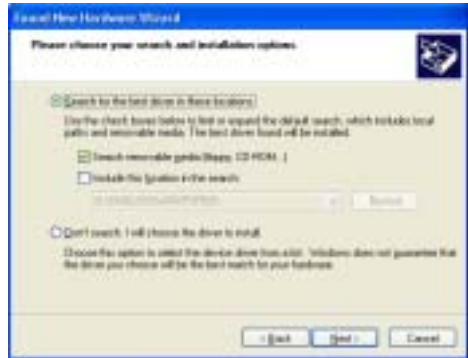 Found New Hardware Wizard
Please choose your search and installation options.
Search for the best driver in these locations.
Use the check boxes below to limit or expand the default search, which includes local
paths and removable media. The best driver found will be installed.
Search removable media (floppy, CD-ROM...)
Include this location in the search:
Browse
Don't search. I will choose the driver to install.
Choose this option to select the device driver from a list. Windows does not guarantee that
the driver you choose will be the best match for your hardware.
< Back
Next >
Cancel